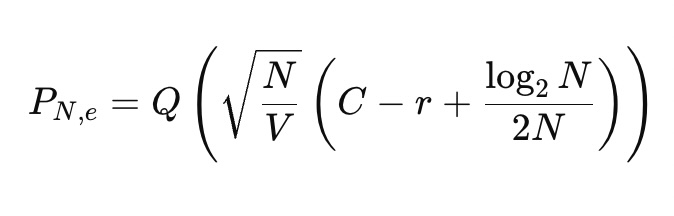 P_{N,e} = Q\left(\sqrt{\frac{N}{V}}\left(C - r + \frac{\log_2 N}{2N}\right)\right)